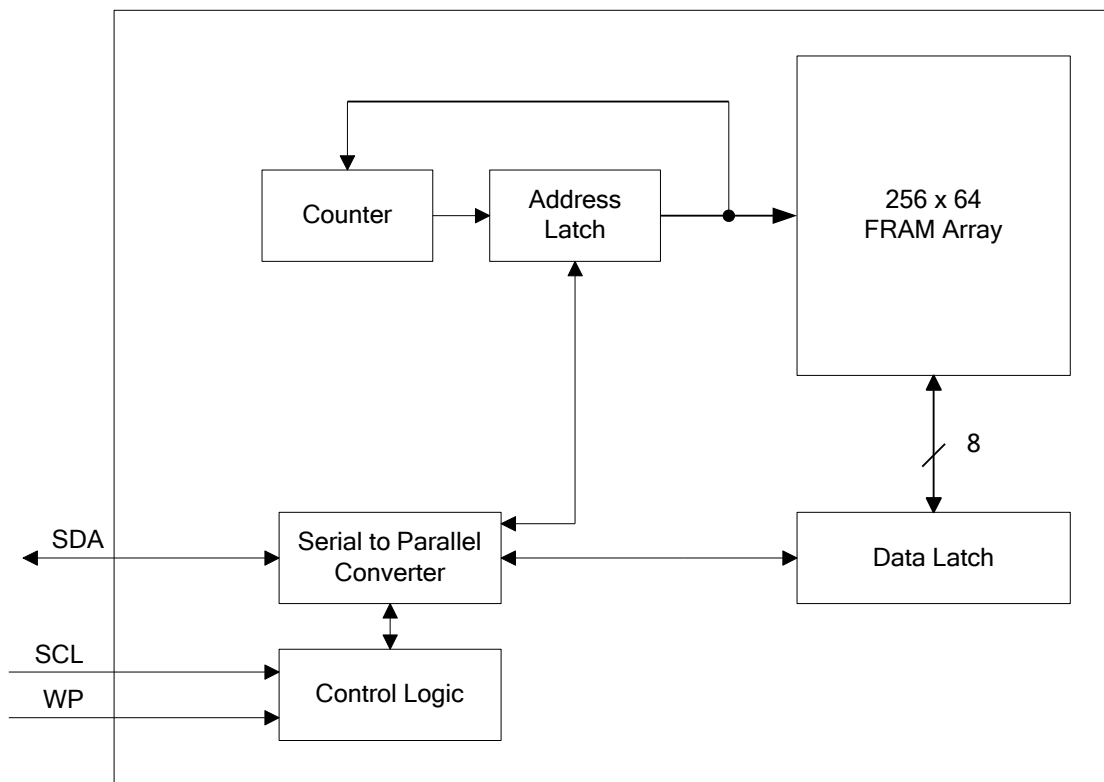 Counter
Address
Latch
256 x 64
FRAM Array
8
SDA
Serial to Parallel
Converter
Data Latch
SCL
WP
Control Logic